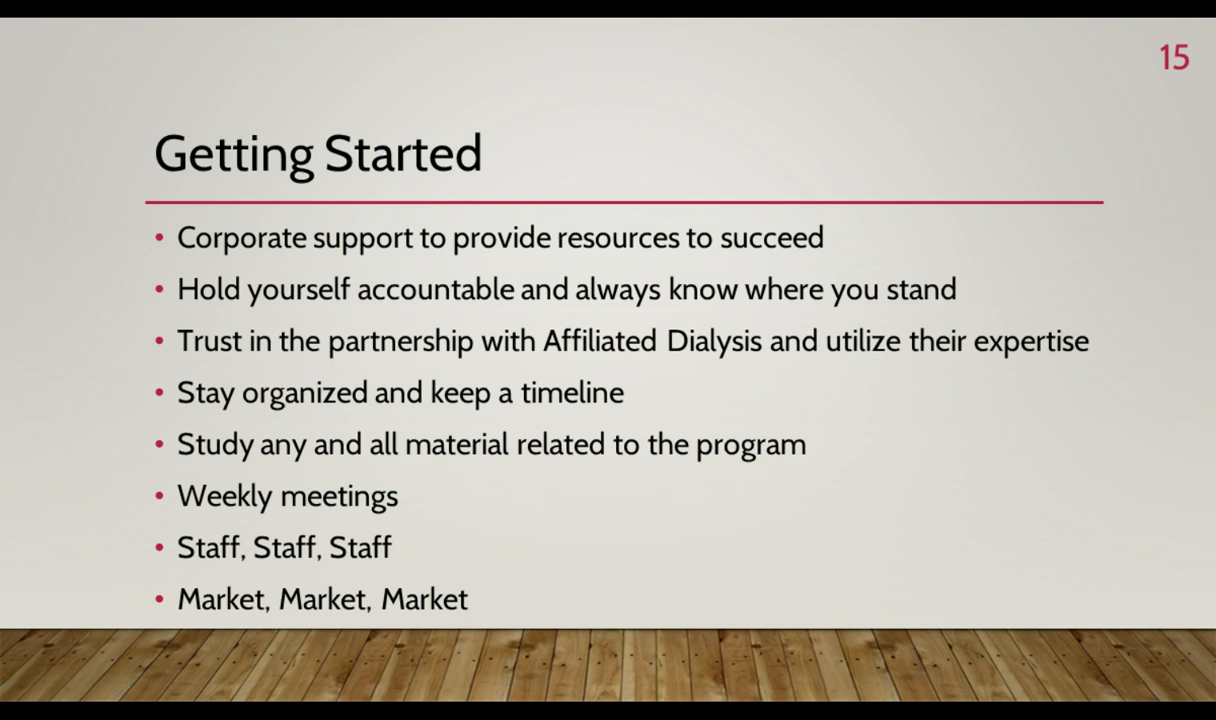 15
Getting Started
• Corporate support to provide resources to succeed
• Hold yourself accountable and always know where you stand
• Trust in the partnership with Affiliated Dialysis and utilize their expertise
• Stay organized and keep a timeline
• Study any and all material related to the program
• Weekly meetings
• Staff, Staff, Staff
• Market, Market, Market